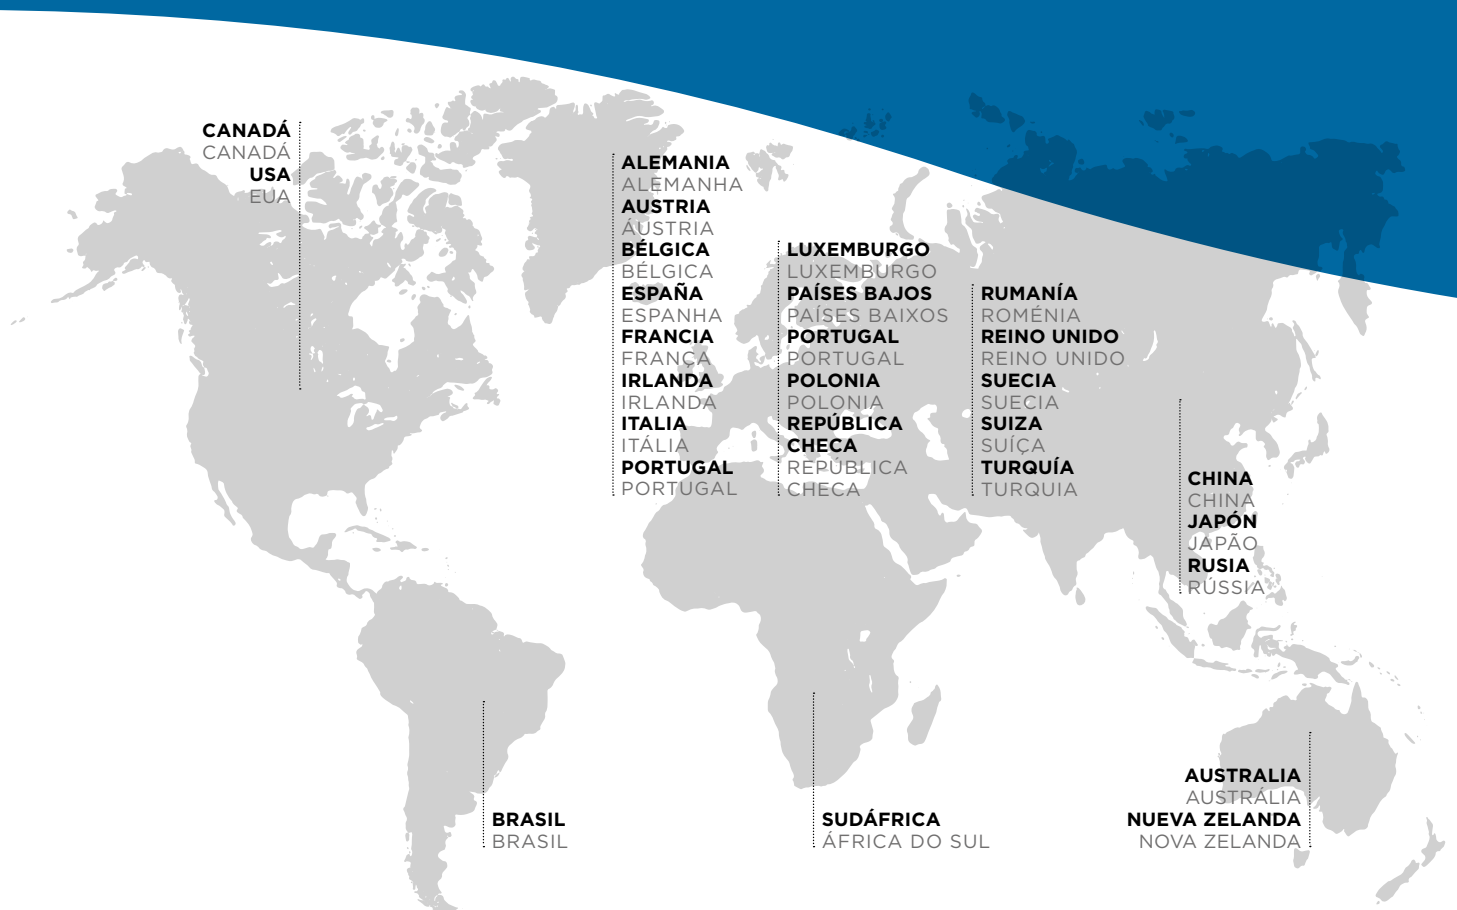 CANADÁ
CANADÁ
USA
EUA
ALEMANIA
ALEMANHA
AUSTRIA
ÁUSTRIA
BÉLGICA
BÉLGICA
ESPAÑA
ESPANHA
FRANCIA
FRANÇA
IRLANDA
IRLANDA
ITALIA
ITÁLIA
PORTUGAL
PORTUGAL
LUXEMBURGO
LUXEMBURGO
PAÍSES BAJOS
PAÍSES BAIXOS
PORTUGAL
PORTUGAL
POLONIA
POLONIA
REPÚBLICA
CHECA
REPÚBLICA
CHECA
RUMANÍA
ROMÉNIA
REINO UNIDO
REINO UNIDO
SUECIA
SUECIA
SUIZA
SUÍÇA
TURQUÍA
TURQUIA
CHINA
CHINA
JAPÓN
JAPÃO
RUSIA
RÚSSIA
BRASIL
BRASIL
SUDÁFRICA
ÁFRICA DO SUL
AUSTRALIA
AUSTRÁLIA
NUEVA ZELANDA
NOVA ZELANDA